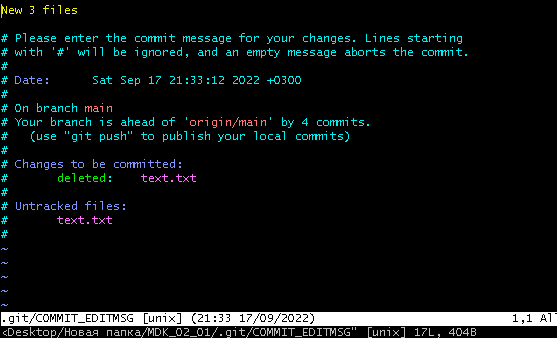 New 3 files

# Please enter the commit message for your changes. Lines starting
# with '#' will be ignored, and an empty message aborts the commit.
#
# Date:      Sat Sep 17 21:33:12 2022 +0300
#
# On branch main
# Your branch is ahead of 'origin/main' by 4 commits.
#   (use "git push" to publish your local commits)
#
# Changes to be committed:
#       deleted:    text.txt
#
# Untracked files:
#       text.txt
#
~
~
~
~
~
.git/COMMIT_EDITMSG [unix] (21:33 17/09/2022) 1,1 All
<Desktop/Новая папка/MDK_02_01/.git/COMMIT_EDITMSG" [unix] 17L, 404B